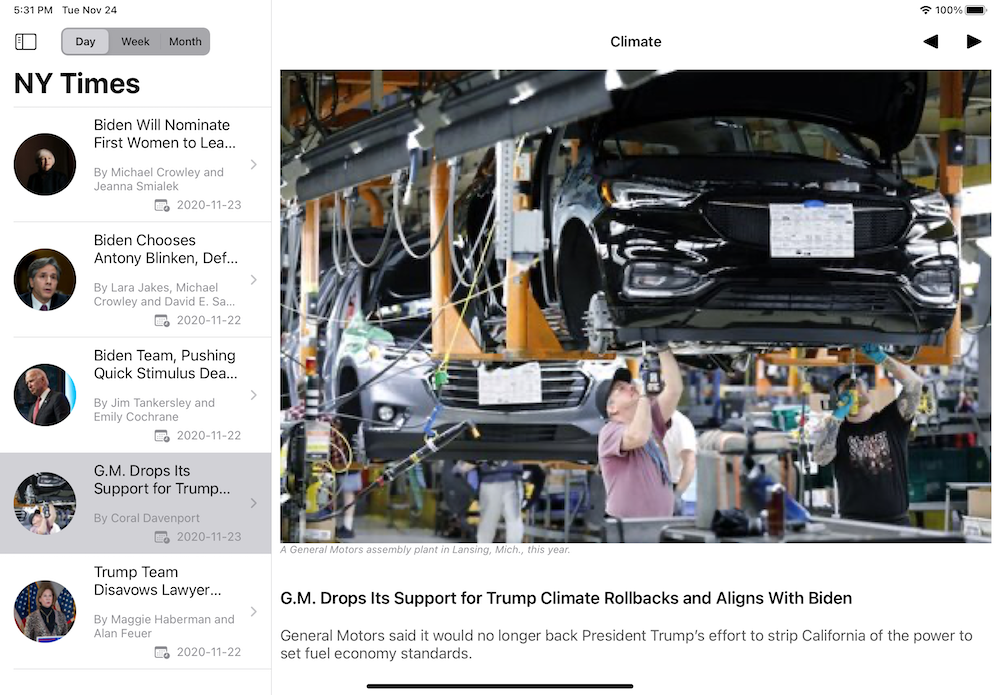 5:31 PM Tue Nov 24
100%
Day Week Month
NY Times
Biden Will Nominate
First Women to Lea...
By Michael Crowley and
Jeanna Smialek
2020-11-23
Biden Chooses
Antony Blinken, Def...
By Lara Jakes, Michael
Crowley and David E. Sa...
2020-11-22
Biden Team, Pushing
Quick Stimulus Dea...
By Jim Tankersley and
Emily Cochrane
2020-11-22
G.M. Drops Its
Support for Trump...
By Coral Davenport
2020-11-23
Trump Team
Disavows Lawyer...
By Maggie Haberman and
Alan Feuer
2020-11-22
Climate
A General Motors assembly plant in Lansing, Mich., this year.
G.M. Drops Its Support for Trump Climate Rollbacks and Aligns With Biden
General Motors said it would no longer back President Trump’s effort to strip California of the power to
set fuel economy standards.